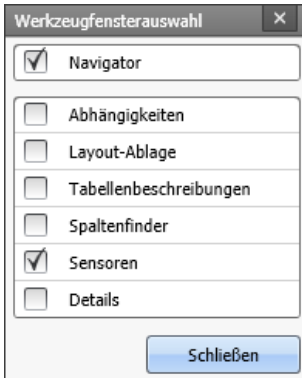 Werkzeugfensterauswahl
Navigator
Abhängigkeiten
Layout-Ablage
Tabellenbeschreibungen
Spaltenfinder
Sensoren
Details
Schließen